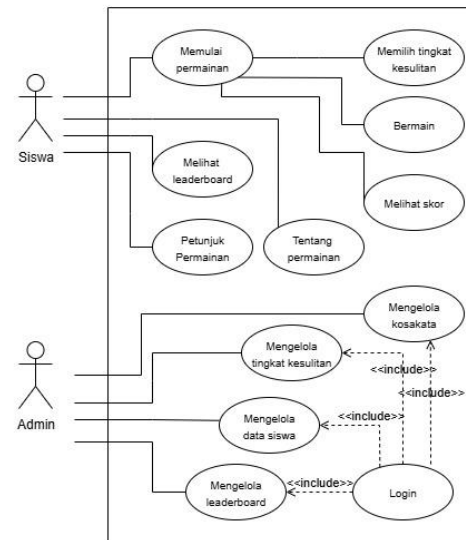 Memulai
permainan
Memilih tingkat
kesulitan
Bermain
Siswa
Melihat
leaderboard
Melihat skor
Petunjuk
Permainan
Tentang
permainan
Mengelola
kosakata
Mengelola
tingkat kesulitan
<<include>>
<<include>>
Admin
Mengelola
data siswa
<<include>>
Mengelola
leaderboard
<<include>>
Login